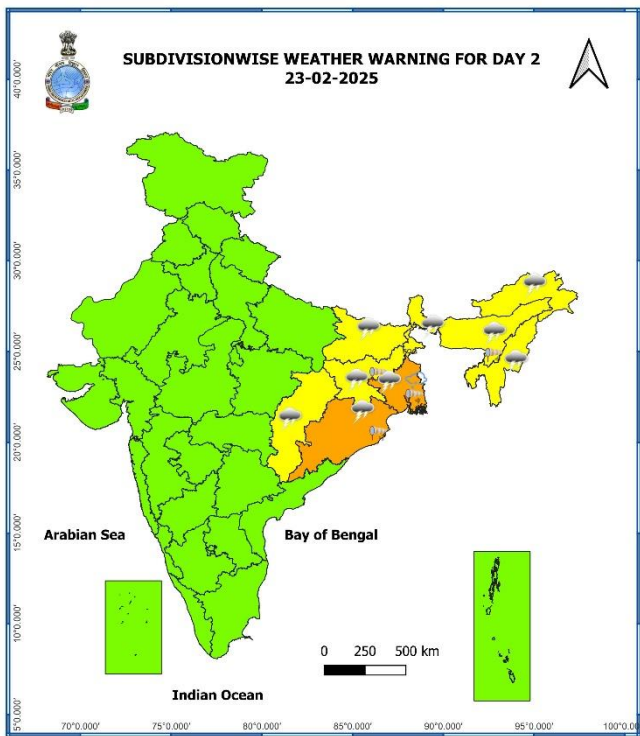 SUBDIVISIONWISE WEATHER WARNING FOR DAY 2
23-02-2025
40°0.000'
35°0.000'
30°0.000'
25°0.000'
20°0.000'
15°0.000'
10°0.000'
5°0.000'
Arabian Sea
Bay of Bengal
0 250 500 km
Indian Ocean
70°0.000' 75°0.000' 80°0.000' 85°0.000' 90°0.000' 95°0.000' 100°0.00